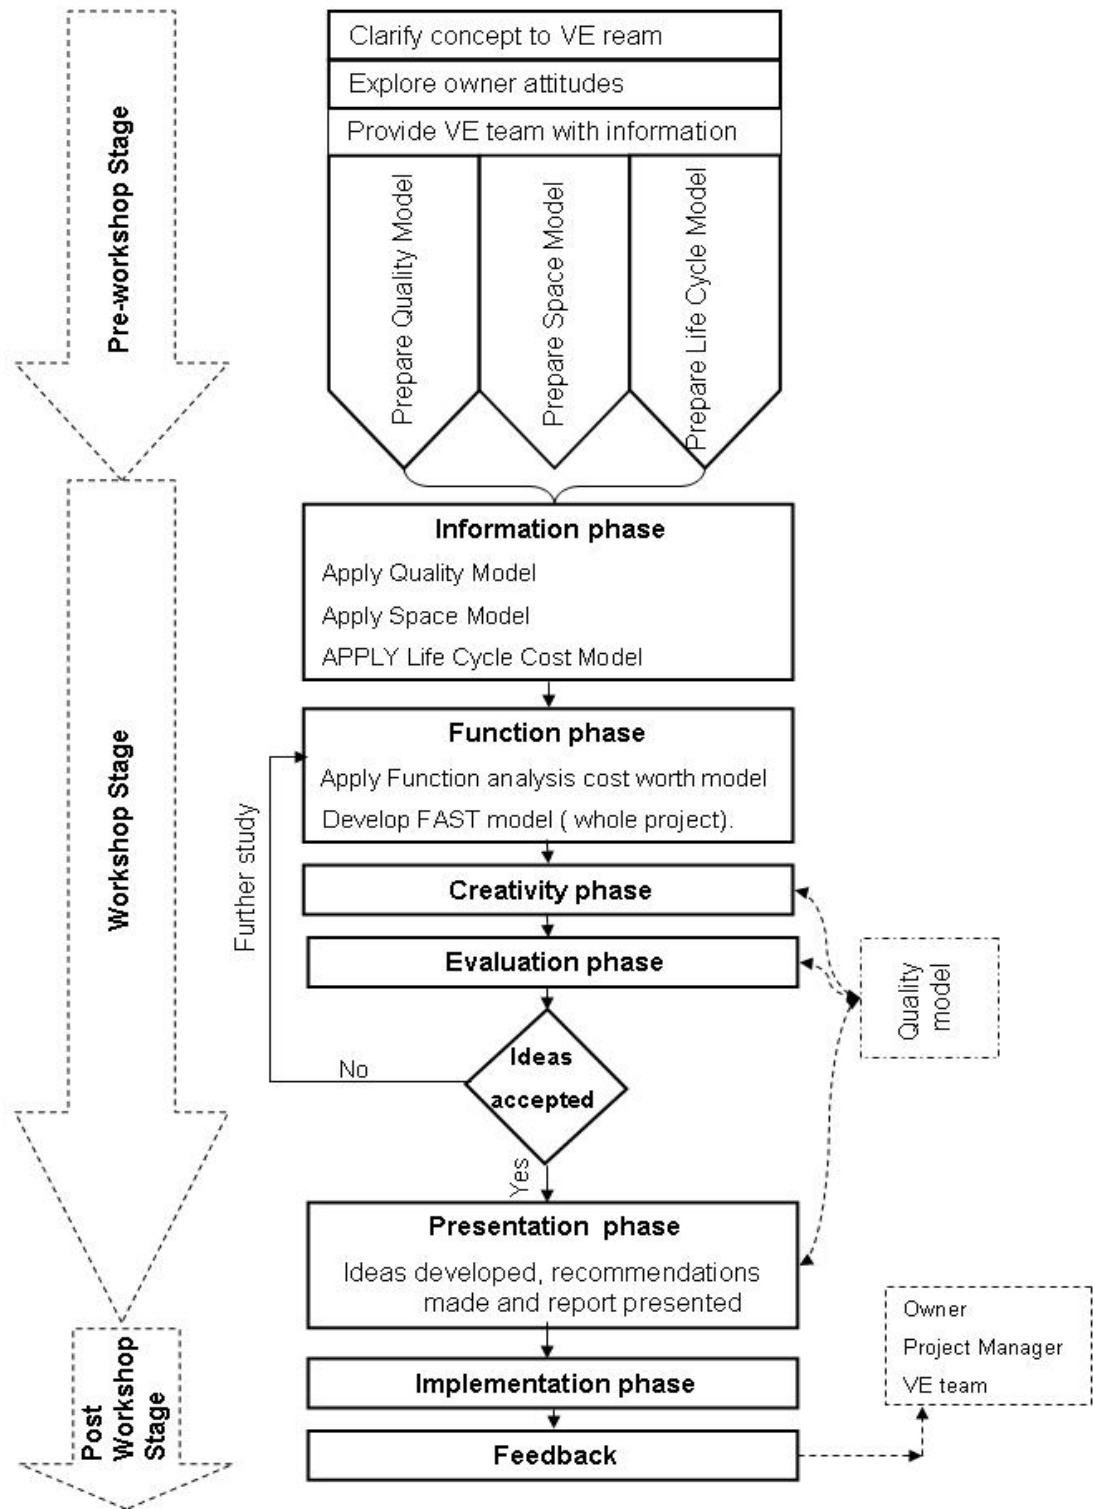 Clarify concept to VE ream
Explore owner attitudes
Provide VE team with information
Pre-workshop Stage
Prepare Quality Model
Prepare Space Model
Prepare Life Cycle Model
Information phase
Apply Quality Model
Apply Space Model
APPLY Life Cycle Cost Model
Workshop Stage
Function phase
Apply Function analysis cost worth model
Develop FAST model ( whole project).
Further study
Creativity phase
Evaluation phase
Quality
model
Ideas
accepted
No
Yes
Presentation phase
Ideas developed, recommendations
made and report presented
Post
Workshop
Stage
Implementation phase
Feedback
Owner
Project Manager
VE team